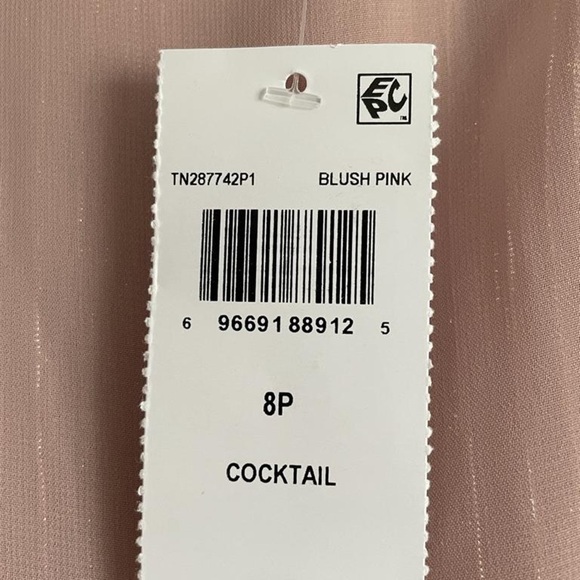 EPC
TN287742P1 BLUSH PINK
6 96691 88912 5
8P
COCKTAIL